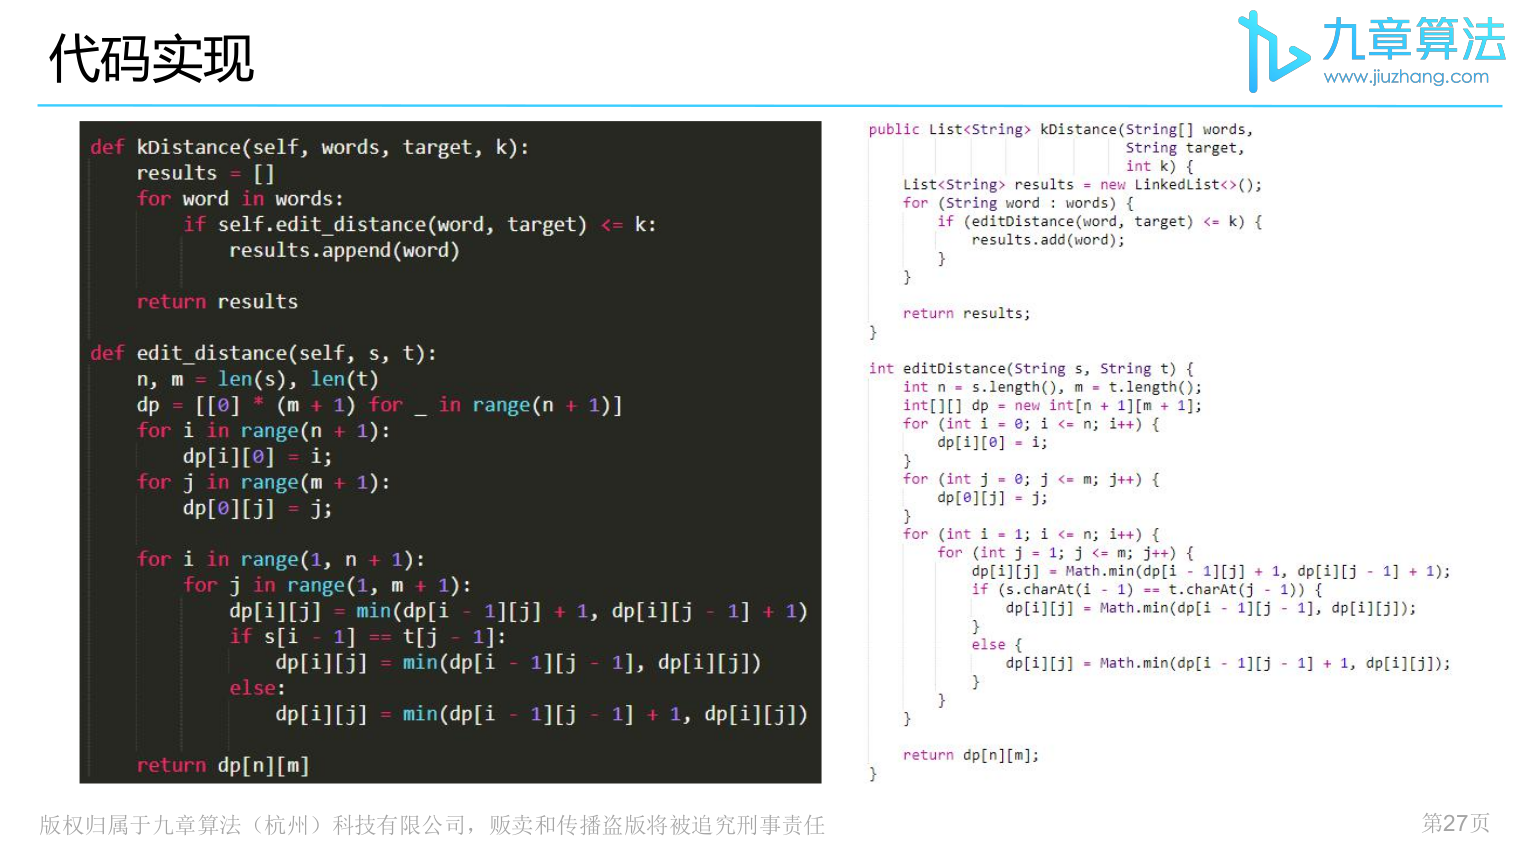 代码实现
九章算法
www.jiuzhang.com
def kDistance(self, words, target, k):
    results = []
    for word in words:
        if self.edit_distance(word, target) <= k:
            results.append(word)
    return results
def edit_distance(self, s, t):
    n, m = len(s), len(t)
    dp = [[0] * (m + 1) for _ in range(n + 1)]
    for i in range(n + 1):
        dp[i][0] = i;
    for j in range(m + 1):
        dp[0][j] = j;
    for i in range(1, n + 1):
        for j in range(1, m + 1):
            dp[i][j] = min(dp[i - 1][j] + 1, dp[i][j - 1] + 1)
            if s[i - 1] == t[j - 1]:
                dp[i][j] = min(dp[i - 1][j - 1], dp[i][j])
            else:
                dp[i][j] = min(dp[i - 1][j - 1] + 1, dp[i][j])
    return dp[n][m]
public List<String> kDistance(String[] words,
                              String target,
                              int k) {
    List<String> results = new LinkedList<>();
    for (String word : words) {
        if (editDistance(word, target) <= k) {
            results.add(word);
        }
    }
    return results;
}
int editDistance(String s, String t) {
    int n = s.length(), m = t.length();
    int[][] dp = new int[n + 1][m + 1];
    for (int i = 0; i <= n; i++) {
        dp[i][0] = i;
    }
    for (int j = 0; j <= m; j++) {
        dp[0][j] = j;
    }
    for (int i = 1; i <= n; i++) {
        for (int j = 1; j <= m; j++) {
            dp[i][j] = Math.min(dp[i - 1][j] + 1, dp[i][j - 1] + 1);
            if (s.charAt(i - 1) == t.charAt(j - 1)) {
                dp[i][j] = Math.min(dp[i - 1][j - 1], dp[i][j]);
            }
            else {
                dp[i][j] = Math.min(dp[i - 1][j - 1] + 1, dp[i][j]);
            }
        }
    }
    return dp[n][m];
}
版权归属于九章算法（杭州）科技有限公司，贩卖和传播盗版将被追究刑事责任
第27页